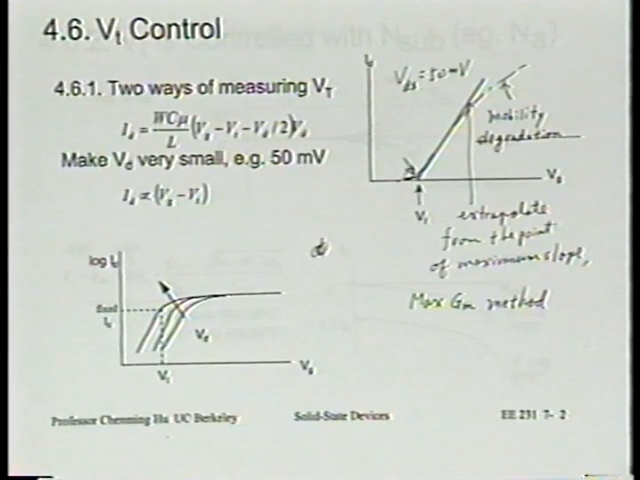 4.6. Vt Control
4.6.1. Two ways of measuring VT
Id = WCμ/L (Vg − Vt − Vd/2)Vd
Make Vd very small, e.g. 50 mV
Id ∝ (Vg − Vt)
Id
Vds = 50 mV
mobility
degradation
Vg
Vt
extrapolate
from the point
of maximum slope,
Max Gm method
log Id
fixed
Id
Vd
Vt
Vg
Professor Chenming Hu UC Berkeley
Solid-State Devices
EE 231 7- 2